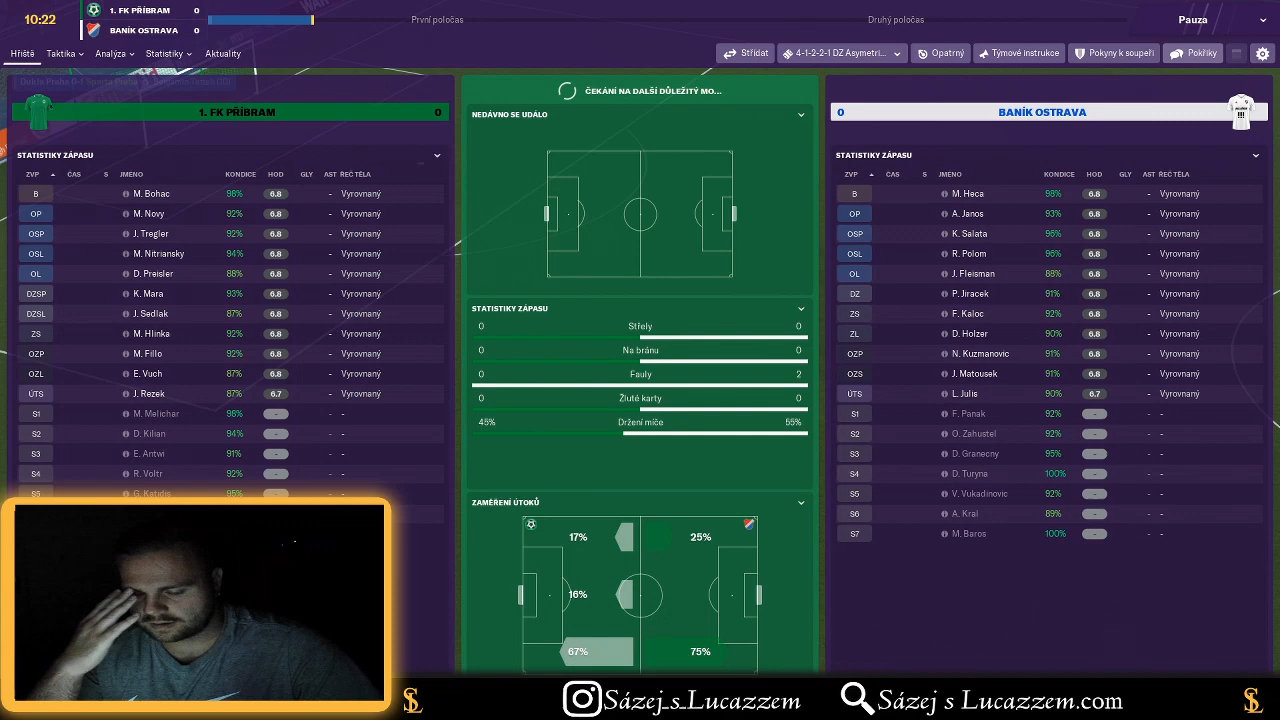 10:22
1. FK PŘÍBRAM 0
BANÍK OSTRAVA 0
První poločas
Druhý poločas
Pauza
Hřiště Taktika Analýza Statistiky Aktuality
Střídat 4-1-2-2-1 DZ Asymetri... Opatrný Týmové instrukce Pokyny k soupeři Pokřiky
1. FK PŘÍBRAM 0
STATISTIKY ZÁPASU
ZVP ČAS S JMÉNO KONDICE HOD GLY AST ŘEČ TĚLA
B M. Bohac 98% 6.8 - Vyrovnaný
OP M. Novy 92% 6.8 - Vyrovnaný
OSP J. Tregler 92% 6.8 - Vyrovnaný
OSL M. Nitriansky 94% 6.8 - Vyrovnaný
OL D. Preisler 88% 6.8 - Vyrovnaný
DZSP K. Mara 93% 6.8 - Vyrovnaný
DZSL J. Sedlak 87% 6.8 - Vyrovnaný
ZS M. Hlinka 92% 6.8 - Vyrovnaný
OZP M. Fillo 92% 6.8 - Vyrovnaný
OZL E. Vuch 87% 6.8 - Vyrovnaný
ÚTS J. Rezek 87% 6.7 - Vyrovnaný
S1 M. Melichar 98% - - -
S2 D. Kilian 94% - - -
S3 E. Antwi 91% - - -
S4 R. Voltr 92% - - -
S5 G. Katidis 95% - - -
ČEKÁNÍ NA DALŠÍ DŮLEŽITÝ MO...
NEDÁVNO SE UDÁLO
STATISTIKY ZÁPASU
0 Střely 0
0 Na bránu 0
0 Fauly 2
0 Žluté karty 0
45% Držení míče 55%
ZAMĚŘENÍ ÚTOKŮ
17% 25%
16%
67% 75%
0 BANÍK OSTRAVA
STATISTIKY ZÁPASU
ZVP ČAS S JMÉNO KONDICE HOD GLY AST ŘEČ TĚLA
B M. Heca 98% 6.8 - Vyrovnaný
OP A. Janos 93% 6.8 - Vyrovnaný
OSP K. Salata 96% 6.8 - Vyrovnaný
OSL R. Polom 96% 6.8 - Vyrovnaný
OL J. Fleisman 88% 6.8 - Vyrovnaný
DZ P. Jiracek 91% 6.8 - Vyrovnaný
ZS F. Kaloc 92% 6.8 - Vyrovnaný
ZL D. Holzer 90% 6.8 - Vyrovnaný
OZP N. Kuzmanovic 91% 6.8 - Vyrovnaný
OZS J. Matousek 91% 6.8 - Vyrovnaný
ÚTS L. Julis 90% 6.7 - Vyrovnaný
S1 F. Panak 92% - - -
S2 O. Zahustel 92% - - -
S3 D. Granecny 95% - - -
S4 D. Turyna 100% - - -
S5 V. Vukadinovic 92% - - -
S6 A. Kral 89% - - -
S7 M. Baros 100% - - -
Sázej_s_Lucazzem
Sázej s Lucazzem.com